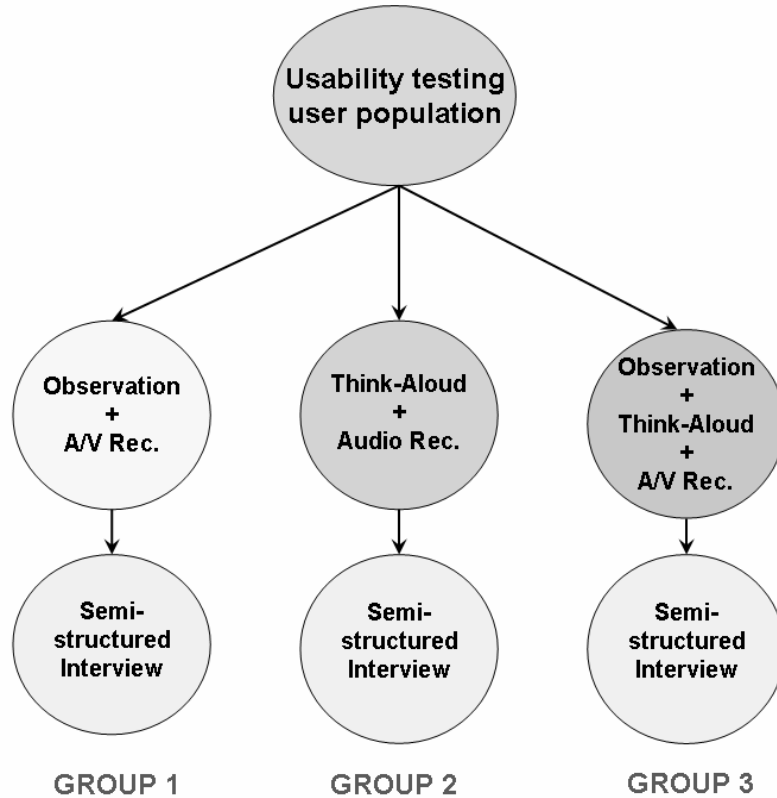 Usability testing
user population
Observation
+
A/V Rec.
Think-Aloud
+
Audio Rec.
Observation
+
Think-Aloud
+
A/V Rec.
Semi-
structured
Interview
Semi-
structured
Interview
Semi-
structured
Interview
GROUP 1
GROUP 2
GROUP 3